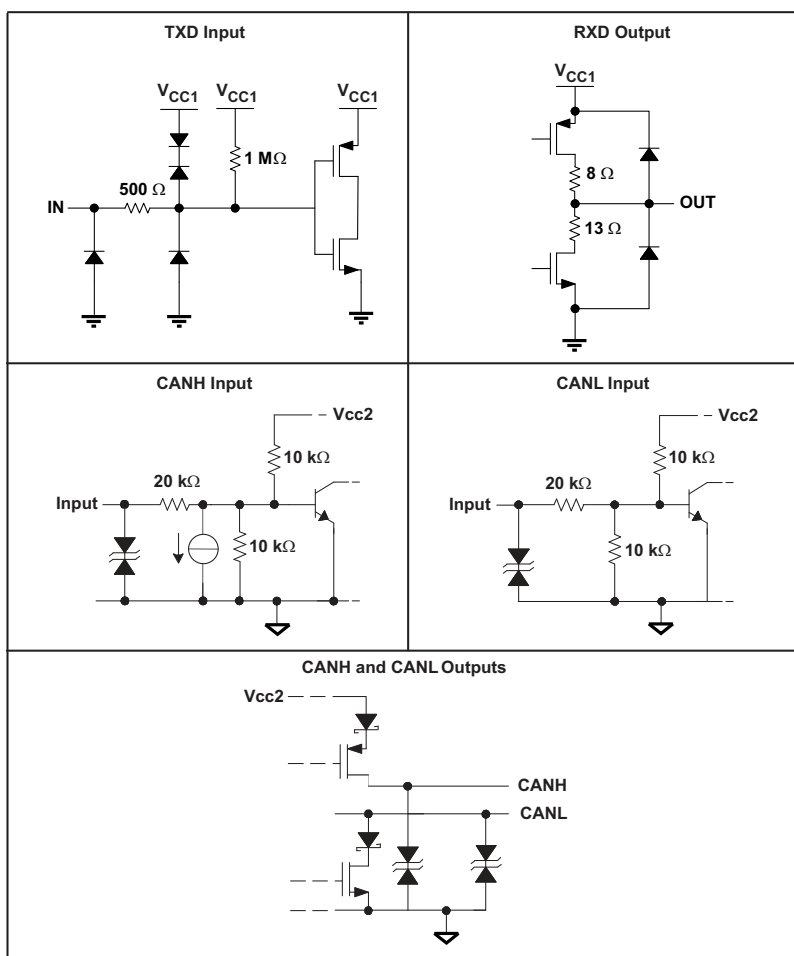 TXD Input
VCC1
VCC1
VCC1
1 MΩ
500 Ω
IN
RXD Output
VCC1
8 Ω
OUT
13 Ω
CANH Input
Vcc2
10 kΩ
20 kΩ
Input
10 kΩ
CANL Input
Vcc2
10 kΩ
20 kΩ
Input
10 kΩ
CANH and CANL Outputs
Vcc2
CANH
CANL